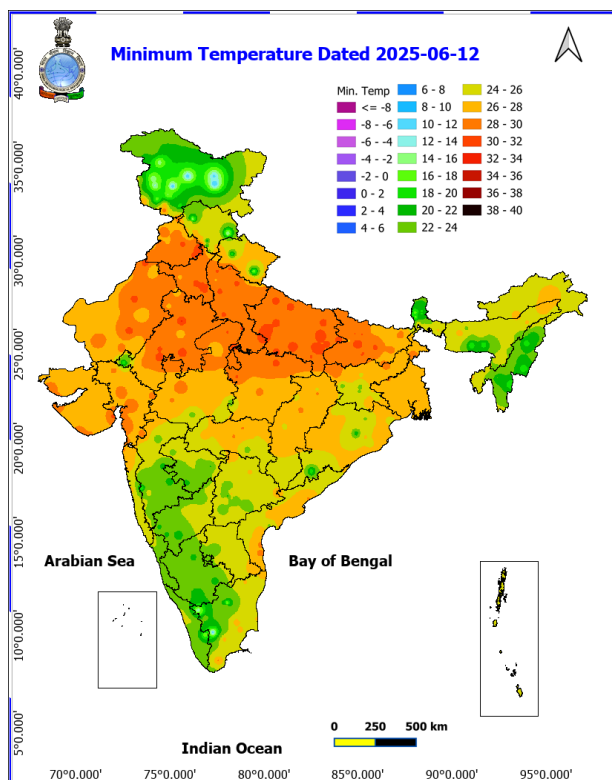 Minimum Temperature Dated 2025-06-12
Min. Temp
<= -8
-8 - -6
-6 - -4
-4 - -2
-2 - 0
0 - 2
2 - 4
4 - 6
6 - 8
8 - 10
10 - 12
12 - 14
14 - 16
16 - 18
18 - 20
20 - 22
22 - 24
24 - 26
26 - 28
28 - 30
30 - 32
32 - 34
34 - 36
36 - 38
38 - 40
40°0.000'
35°0.000'
30°0.000'
25°0.000'
20°0.000'
15°0.000'
10°0.000'
5°0.000'
Arabian Sea
Bay of Bengal
Indian Ocean
0 250 500 km
70°0.000' 75°0.000' 80°0.000' 85°0.000' 90°0.000' 95°0.000'